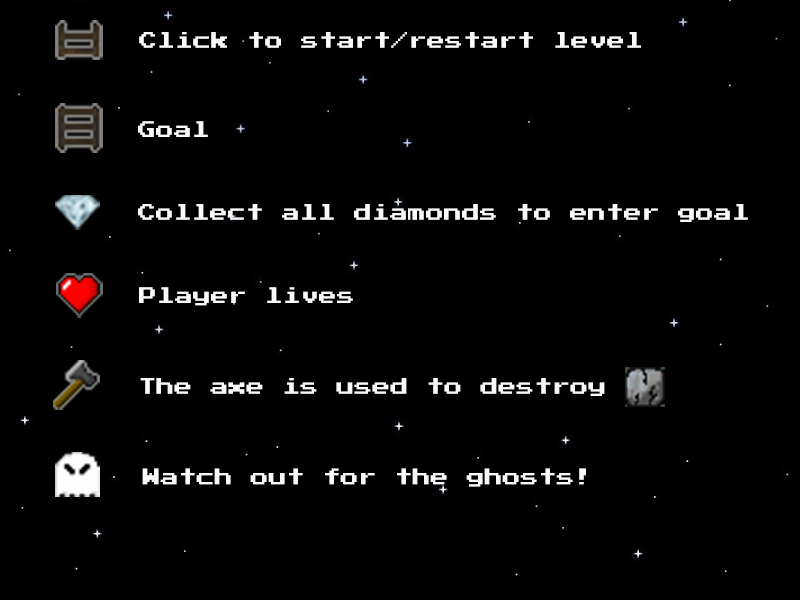 Click to start/restart level
Goal
Collect all diamonds to enter goal
Player lives
The axe is used to destroy
Watch out for the ghosts!